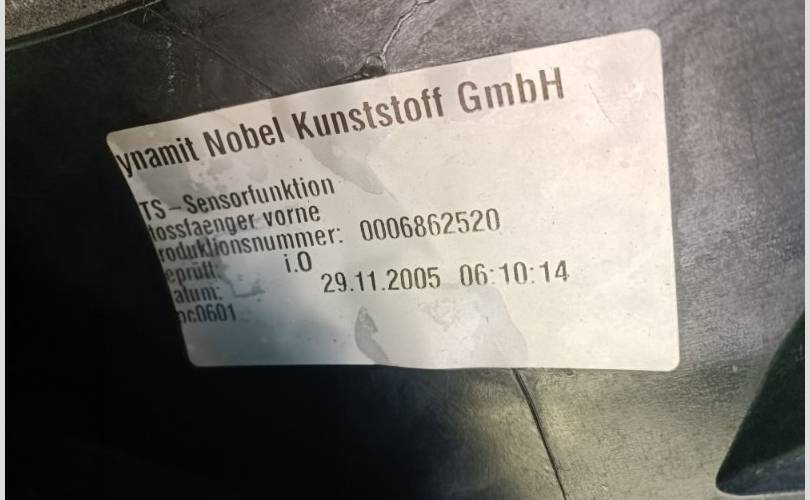 ynamit Nobel Kunststoff GmbH
TS-Sensorfunktion
tossfaenger vorne
roduktionsnummer: 0006862520
eprüft: i.O
atum: 29.11.2005 06:10:14
pc0601